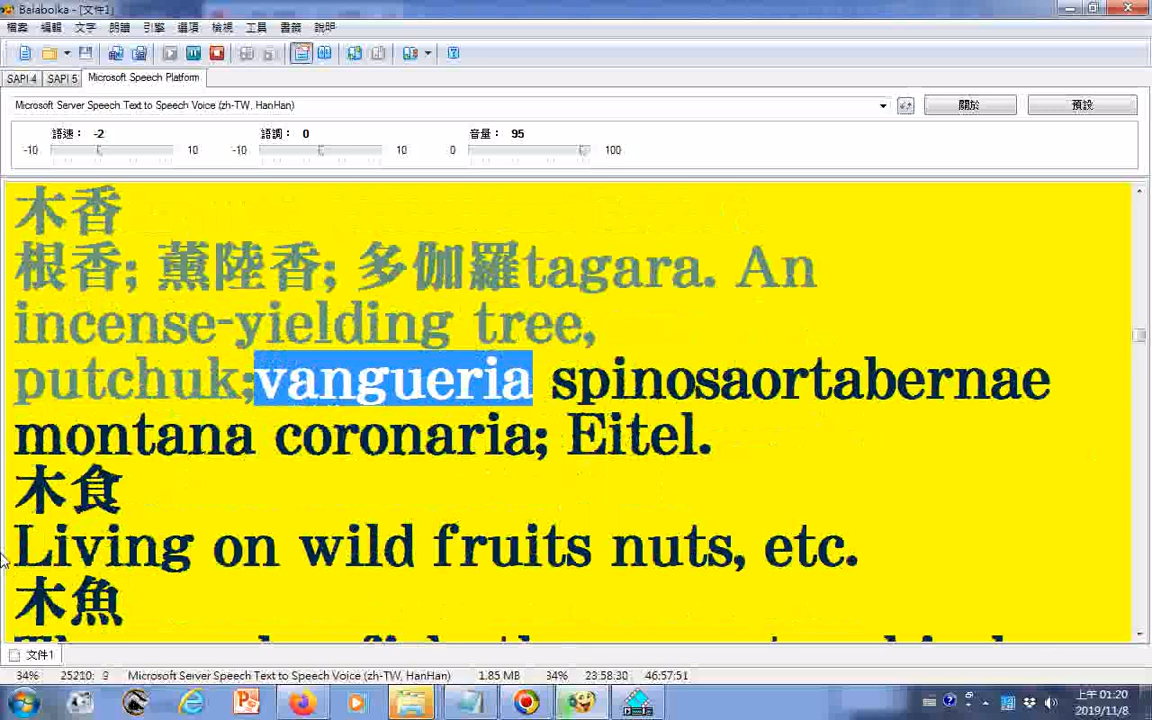 Balabolka - [文件1]
檔案 編輯 文字 朗讀 引擎 選項 檢視 工具 書籤 說明
SAPI 4 SAPI 5 Microsoft Speech Platform
Microsoft Server Speech Text to Speech Voice (zh-TW, HanHan) 關於 預設
語速： -2 語調： 0 音量： 95
-10 10 -10 10 0 100
木香
根香; 薰陸香; 多伽羅tagara. An
incense-yielding tree,
putchuk;vangueria spinosaortabernae
montana coronaria; Eitel.
木食
Living on wild fruits nuts, etc.
木魚
文件1
34% Microsoft Server Speech Text to Speech Voice (zh-TW, HanHan) 1.85 MB 34% 23:58:30 46:57:51
上午 01:20
2019/11/8